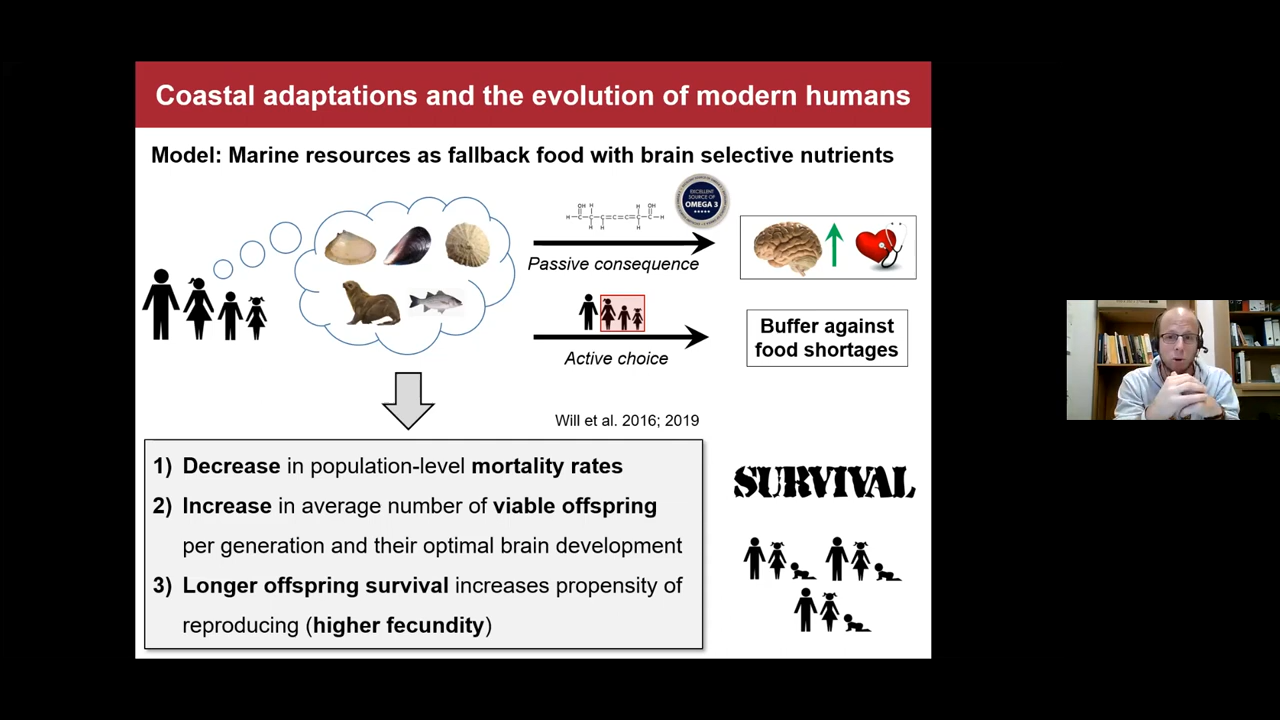 Coastal adaptations and the evolution of modern humans
Model: Marine resources as fallback food with brain selective nutrients
EXCELLENT
SOURCE OF
OMEGA 3
Passive consequence
Active choice
Buffer against
food shortages
Will et al. 2016; 2019
1) Decrease in population-level mortality rates
2) Increase in average number of viable offspring
per generation and their optimal brain development
3) Longer offspring survival increases propensity of
reproducing (higher fecundity)
SURVIVAL